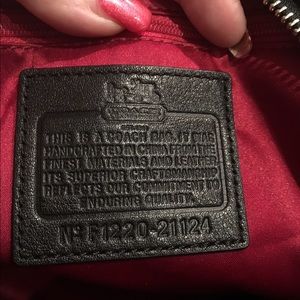 COACH
THIS IS A COACH BAG. IT WAS
HANDCRAFTED IN CHINA FROM THE
FINEST MATERIALS AND LEATHER.
ITS SUPERIOR CRAFTSMANSHIP
REFLECTS OUR COMMITMENT TO
ENDURING QUALITY.
Nº F1220-21124